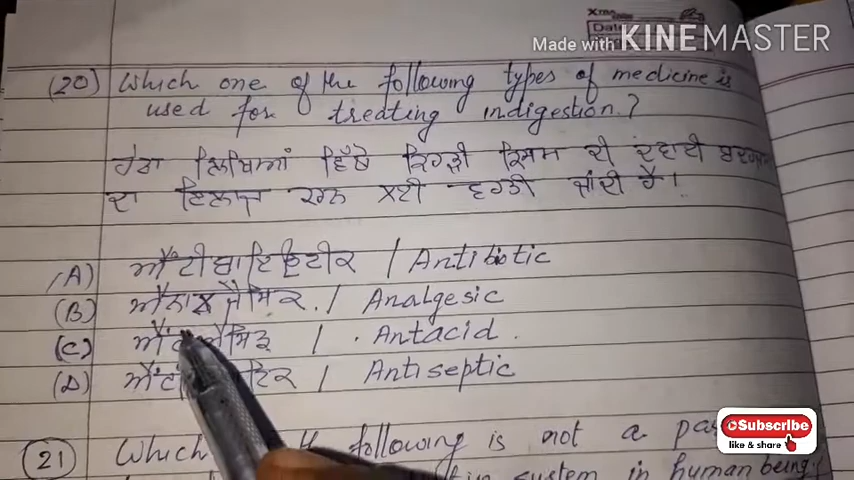 Made with KINEMASTER
(20) Which one of the following types of medicine is
used for treating indigestion?
ਹੇਠਾ ਲਿਖਿਆਂ ਵਿੱਚੋ ਕਿਹੜੀ ਕਿਸਮ ਦੀ ਦਵਾਈ
ਦਾ ਇਲਾਜ ਕਰਨ ਲਈ ਵਰਤੀ ਜਾਂਦੀ ਹੈ।
(A) ਐਂਟੀਬਾਇਓਟੀਕ / Antibiotic
(B) / Analgesic
(C) / Antacid
(D) / Antiseptic
Subscribe
like & share
(21) Which following is not a
system in human being